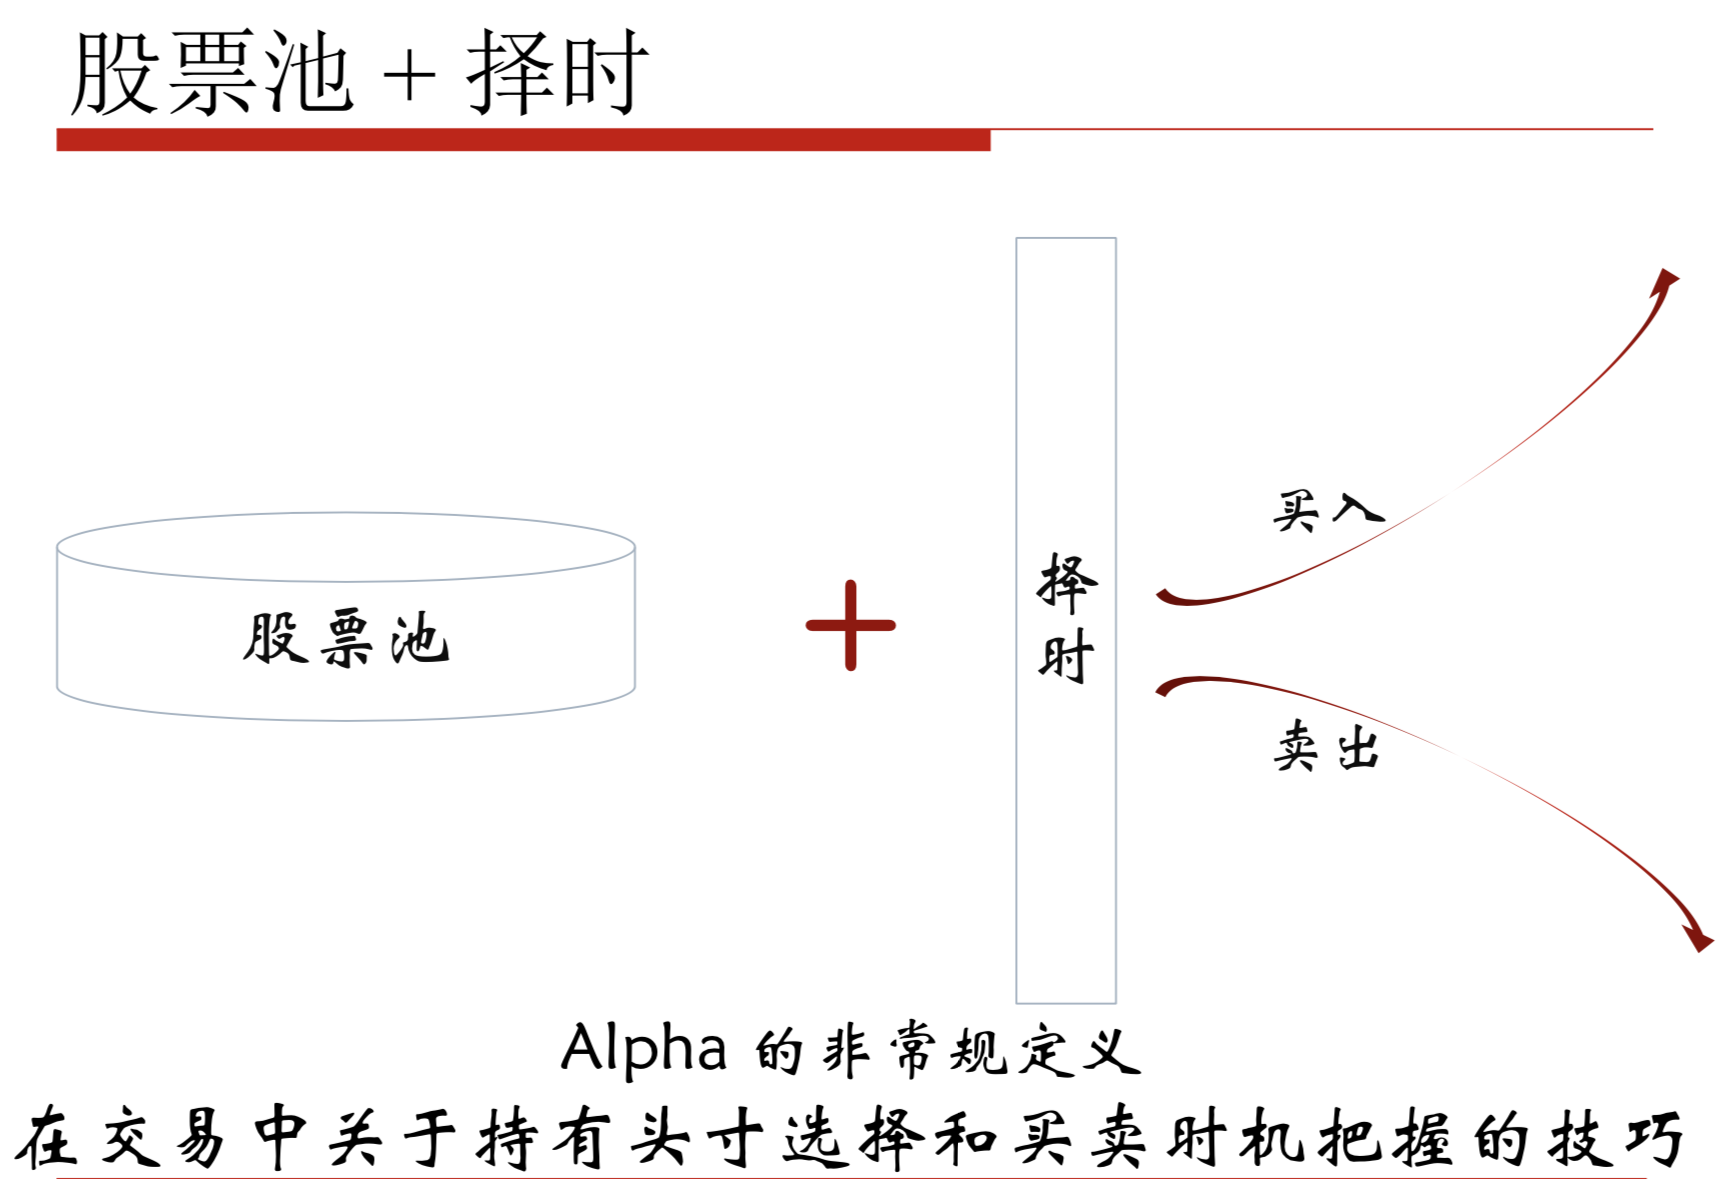 股票池 + 择时
股票池
择时
买入
卖出
Alpha 的非常规定义
在交易中关于持有头寸选择和买卖时机把握的技巧